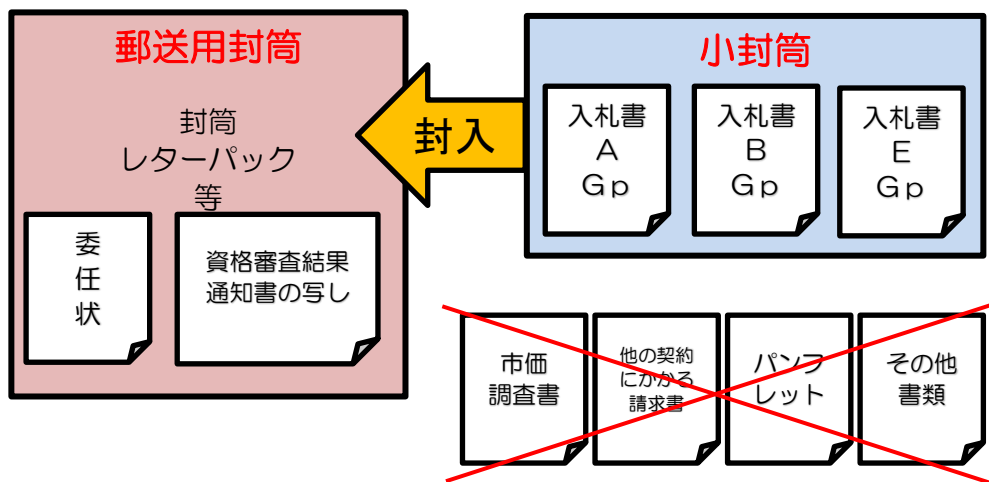 郵送用封筒
封筒
レターパック
等
委
任
状
資格審査結果
通知書の写し
封入
小封筒
入札書
A
Gp
入札書
B
Gp
入札書
E
Gp
市価
調査書
他の契約
にかかる
請求書
パンフ
レット
その他
書類